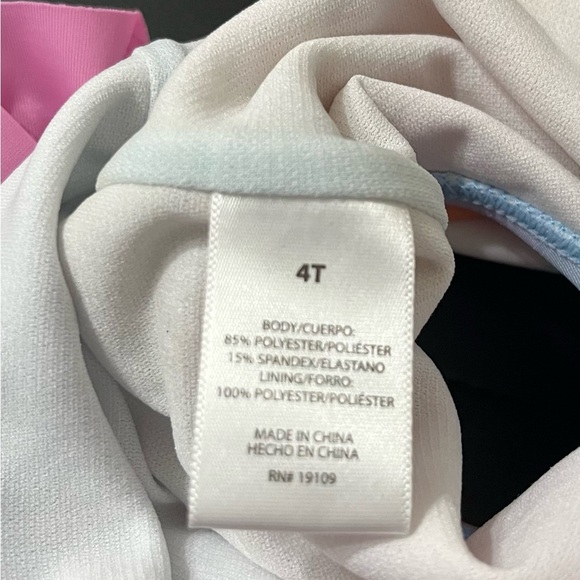 4T
BODY/CUERPO:
85% POLYESTER/POLIÉSTER
15% SPANDEX/ELASTANO
LINING/FORRO:
100% POLYESTER/POLIÉSTER
MADE IN CHINA
HECHO EN CHINA
RN# 19109